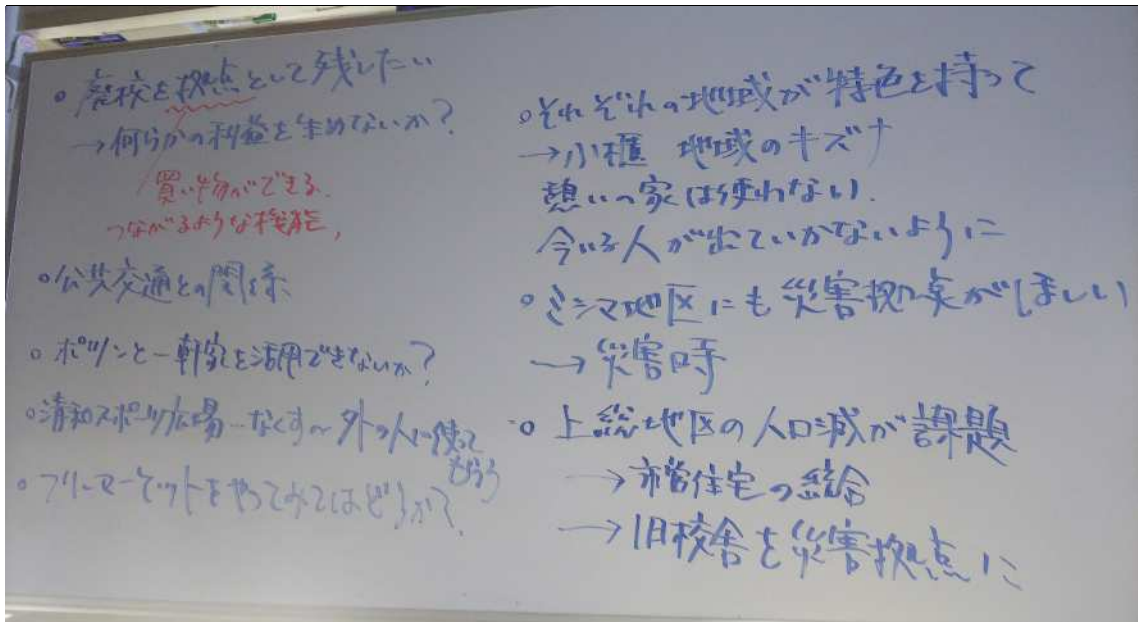 ○ 廃校を拠点として残したい
→何らかの利益を生めないか？
買い物ができる、
つながるような機能、
○公共交通との関係
○ ポツンと一軒家を活用できないか？
○清和スポーツ広場…なくす〜外の人に使って
もらう
○フリーマーケットをやってみてはどうか？
○それぞれの地域が特色を持って
→小櫃 地域のキズナ
憩いの家は使わない.
今いる人が出ていかないように
○ミシマ地区にも災害拠点がほしい
→災害時
○ 上総地区の人口減が課題
→市営住宅の統合
→旧校舎を災害拠点に